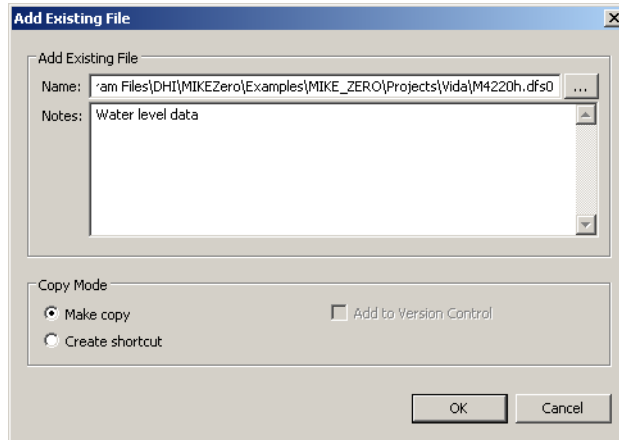 Add Existing File
Add Existing File
Name: ram Files\DHI\MIKEZero\Examples\MIKE_ZERO\Projects\Vida\M4220h.dfs0 ...
Notes: Water level data
Copy Mode
Make copy Add to Version Control
Create shortcut
OK Cancel